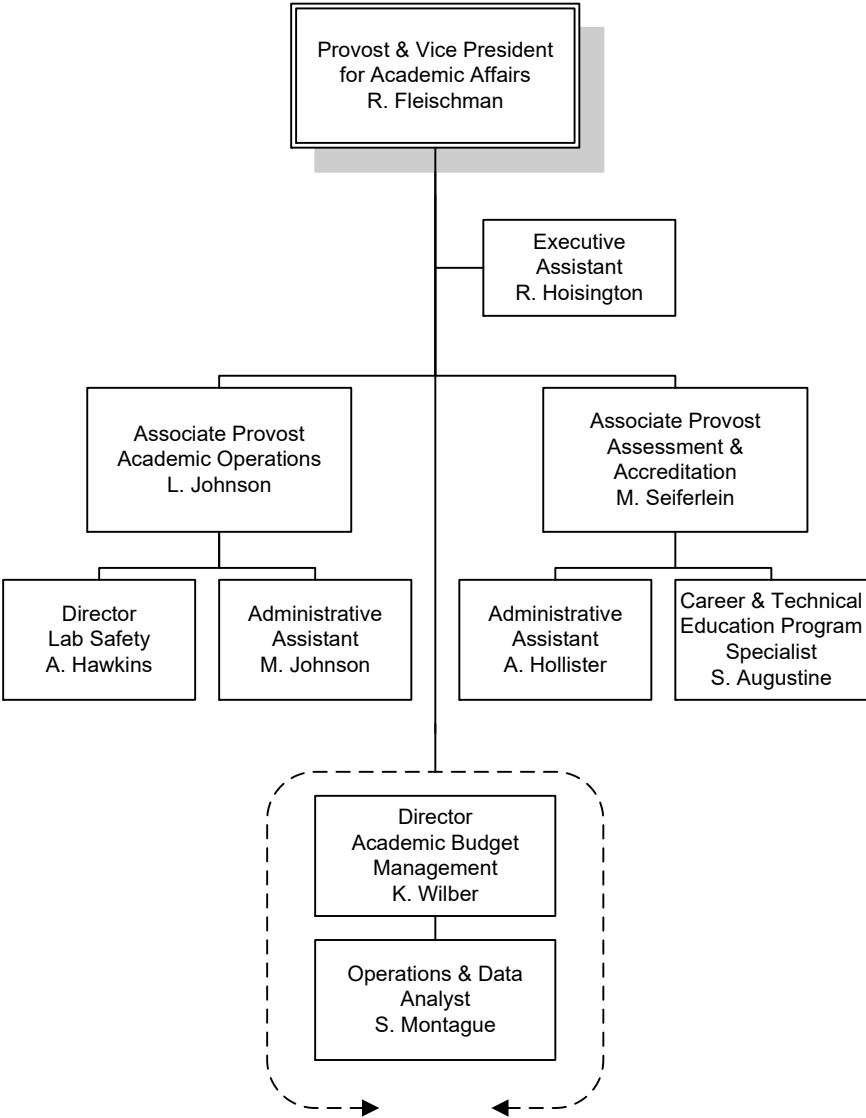 Provost & Vice President
for Academic Affairs
R. Fleischman
Executive
Assistant
R. Hoisington
Associate Provost
Academic Operations
L. Johnson
Associate Provost
Assessment &
Accreditation
M. Seiferlein
Director
Lab Safety
A. Hawkins
Administrative
Assistant
M. Johnson
Administrative
Assistant
A. Hollister
Career & Technical
Education Program
Specialist
S. Augustine
Director
Academic Budget
Management
K. Wilber
Operations & Data
Analyst
S. Montague